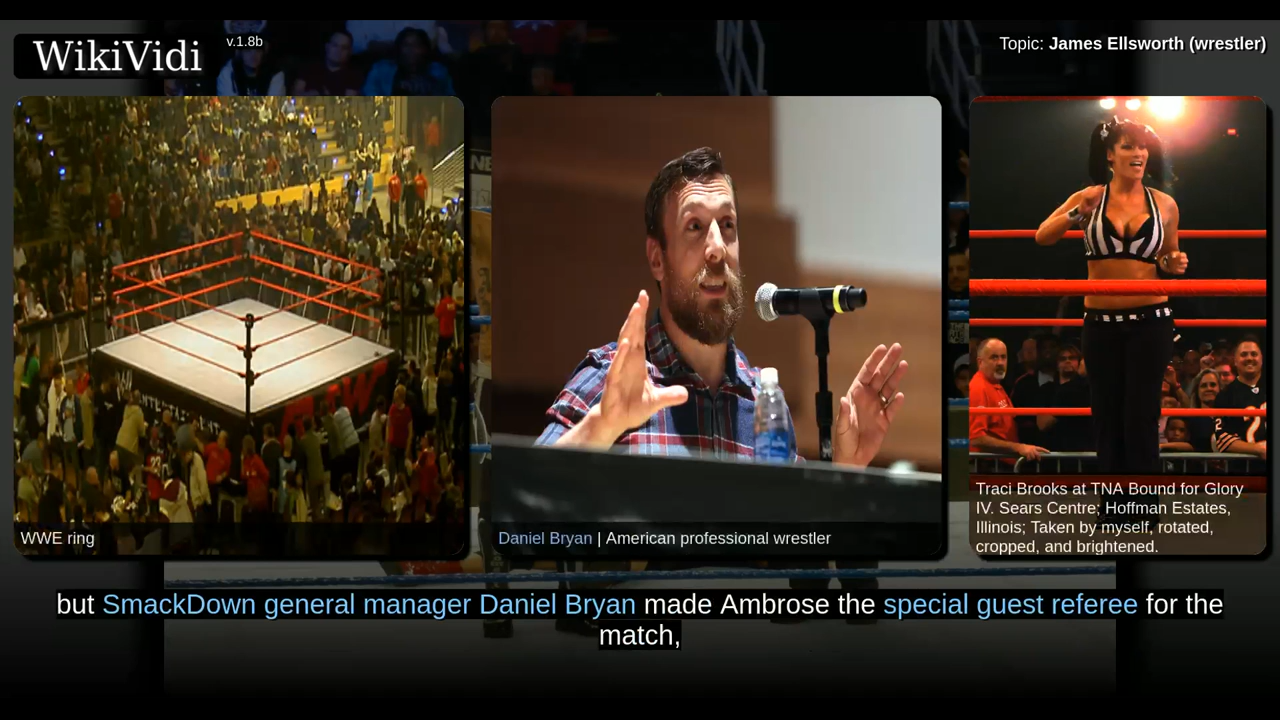 WikiVidi
v.1.8b
Topic: James Ellsworth (wrestler)
WWE ring
Daniel Bryan | American professional wrestler
Traci Brooks at TNA Bound for Glory
IV. Sears Centre; Hoffman Estates,
Illinois; Taken by myself, rotated,
cropped, and brightened.
but SmackDown general manager Daniel Bryan made Ambrose the special guest referee for the
match,